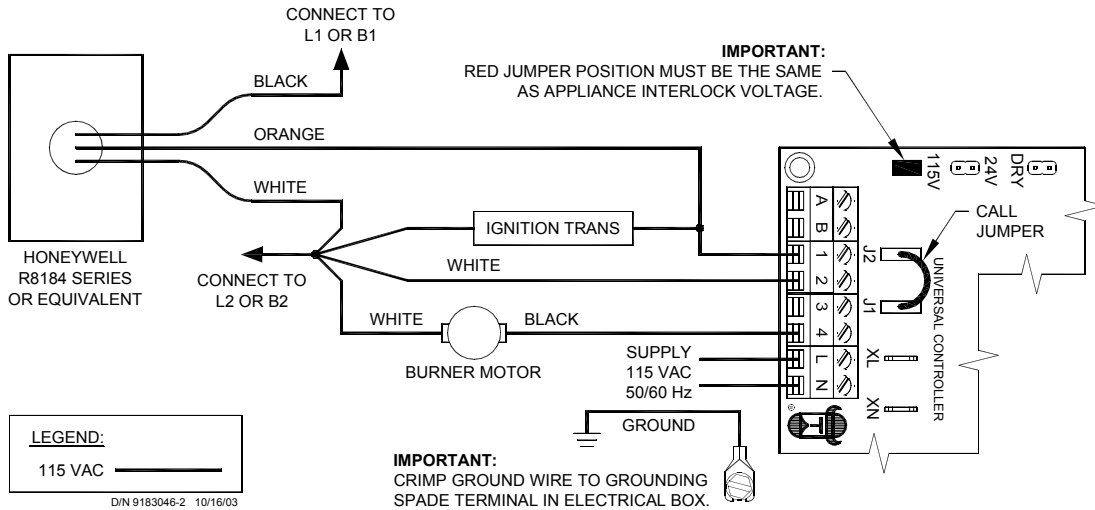 CONNECT TO
L1 OR B1
BLACK
ORANGE
WHITE
HONEYWELL
R8184 SERIES
OR EQUIVALENT
CONNECT TO
L2 OR B2
IGNITION TRANS
WHITE
WHITE
BLACK
BURNER MOTOR
IMPORTANT:
RED JUMPER POSITION MUST BE THE SAME
AS APPLIANCE INTERLOCK VOLTAGE.
115V
24V
DRY
CALL
JUMPER
A
B
1
2
3
4
L
N
J2
J1
XL
XN
UNIVERSAL CONTROLLER
SUPPLY
115 VAC
50/60 Hz
GROUND
IMPORTANT:
CRIMP GROUND WIRE TO GROUNDING
SPADE TERMINAL IN ELECTRICAL BOX.
LEGEND:
115 VAC
D/N 9183046-2 10/16/03